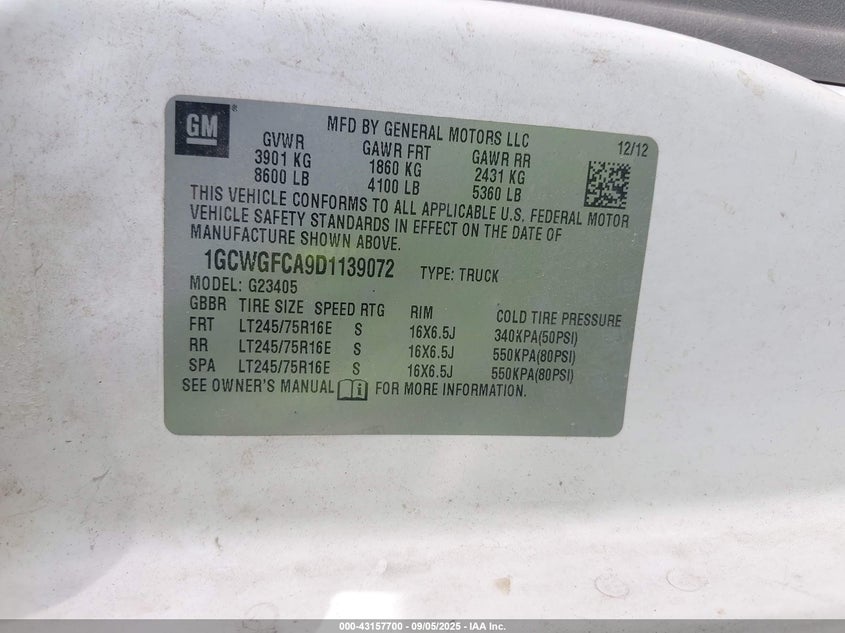 GM
MFD BY GENERAL MOTORS LLC
12/12
GVWR GAWR FRT GAWR RR
3901 KG 1860 KG 2431 KG
8600 LB 4100 LB 5360 LB
THIS VEHICLE CONFORMS TO ALL APPLICABLE U.S. FEDERAL MOTOR
VEHICLE SAFETY STANDARDS IN EFFECT ON THE DATE OF
MANUFACTURE SHOWN ABOVE.
1GCWGFCA9D1139072 TYPE: TRUCK
MODEL: G23405
GBBR TIRE SIZE SPEED RTG RIM COLD TIRE PRESSURE
FRT LT245/75R16E S 16X6.5J 340KPA(50PSI)
RR LT245/75R16E S 16X6.5J 550KPA(80PSI)
SPA LT245/75R16E S 16X6.5J 550KPA(80PSI)
SEE OWNER'S MANUAL FOR MORE INFORMATION.
000-43157700 - 09/05/2025 - IAA Inc.